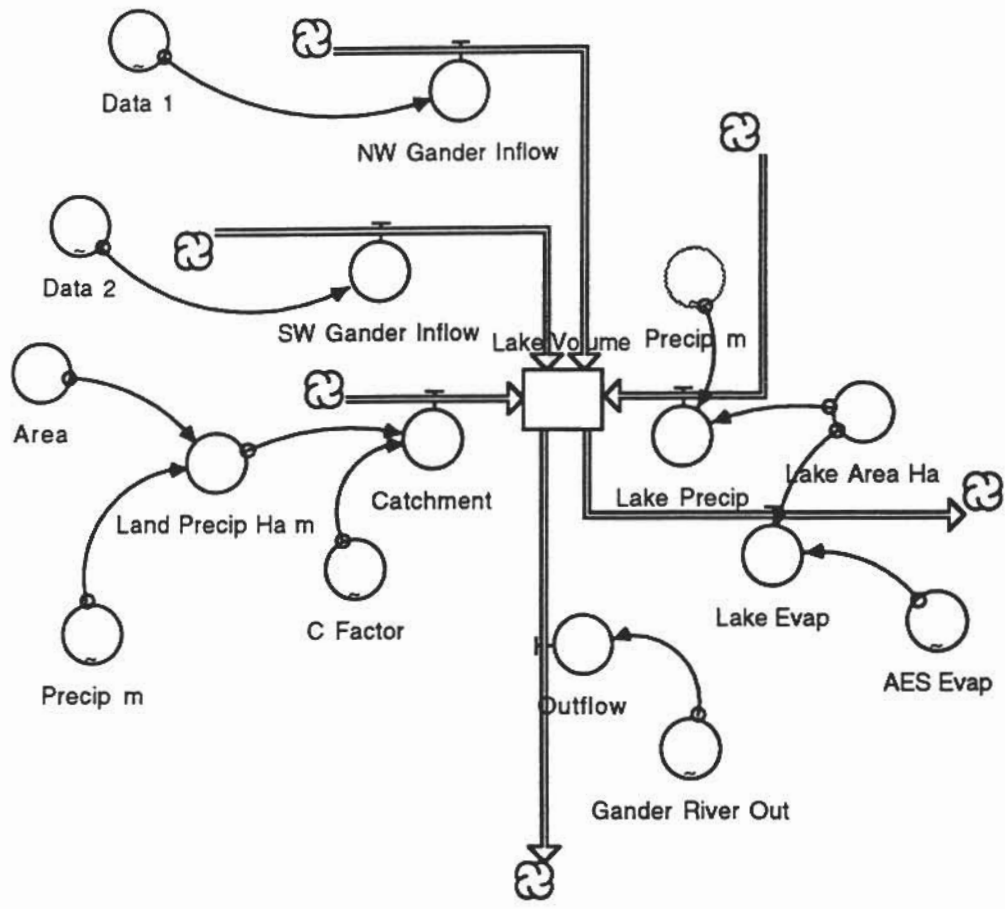 Data 1
NW Gander Inflow
Data 2
SW Gander Inflow
Lake Volume
Precip m
Area
Land Precip Ha m
Catchment
Lake Precip
Lake Area Ha
C Factor
Lake Evap
Precip m
Outflow
AES Evap
Gander River Out